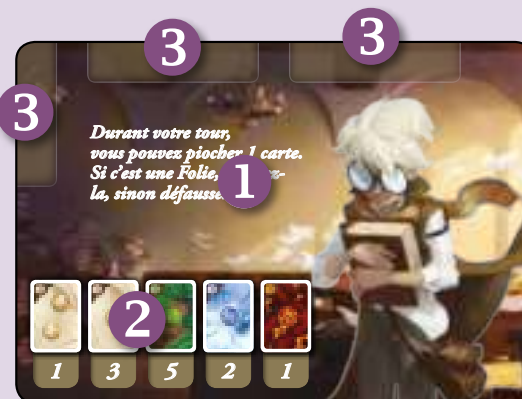 3
3
3
Durant votre tour,
vous pouvez piocher 1 carte.
Si c'est une Folie,
1
la, sinon
2
1 3 5 2 1